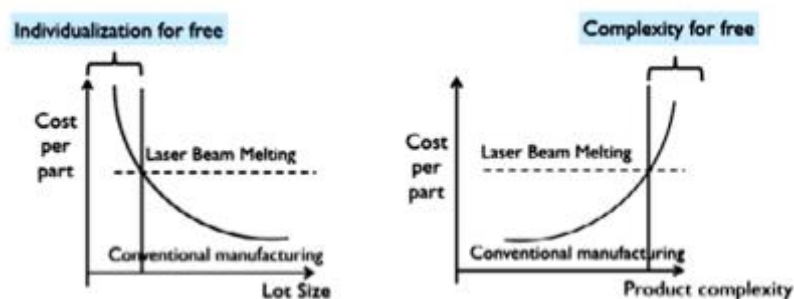 Individualization for free
Cost
per
part
Laser Beam Melting
Conventional manufacturing
Lot Size
Complexity for free
Cost
per
part
Laser Beam Melting
Conventional manufacturing
Product complexity